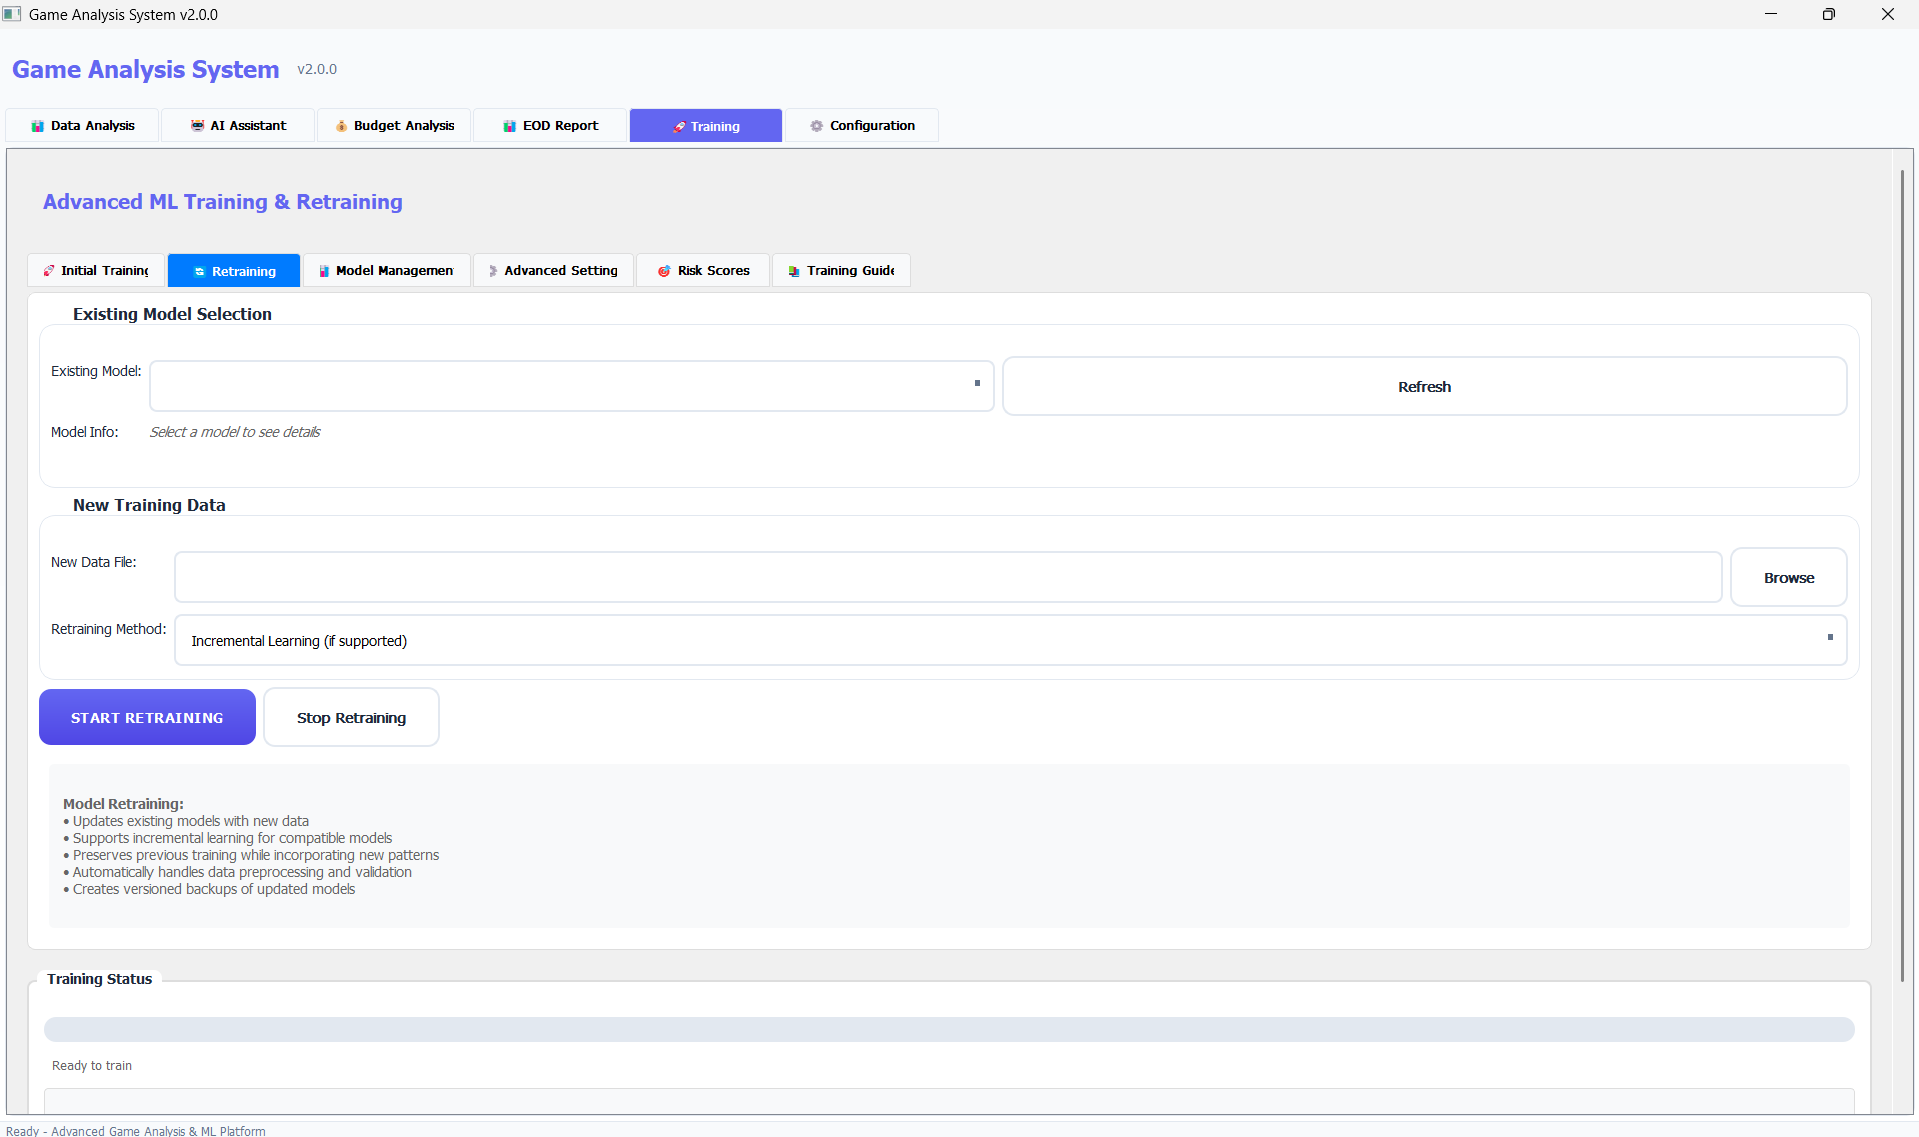 Game Analysis System v2.0.0
Game Analysis System v2.0.0
Data Analysis AI Assistant Budget Analysis EOD Report Training Configuration
Advanced ML Training & Retraining
Initial Training Retraining Model Managemen Advanced Setting Risk Scores Training Guide
Existing Model Selection
Existing Model: Refresh
Model Info: Select a model to see details
New Training Data
New Data File: Browse
Retraining Method: Incremental Learning (if supported)
START RETRAINING Stop Retraining
Model Retraining:
• Updates existing models with new data
• Supports incremental learning for compatible models
• Preserves previous training while incorporating new patterns
• Automatically handles data preprocessing and validation
• Creates versioned backups of updated models
Training Status
Ready to train
Ready - Advanced Game Analysis & ML Platform